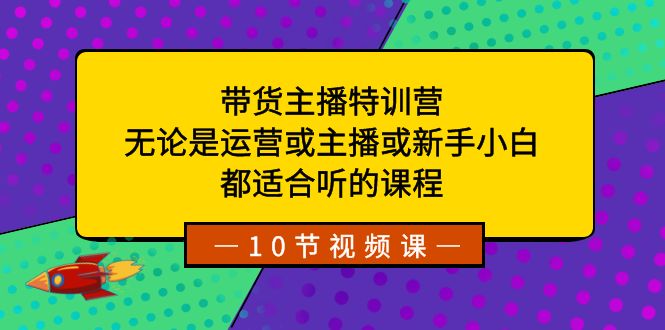 带货主播特训营
无论是运营或主播或新手小白
都适合听的课程
—10节视频课—